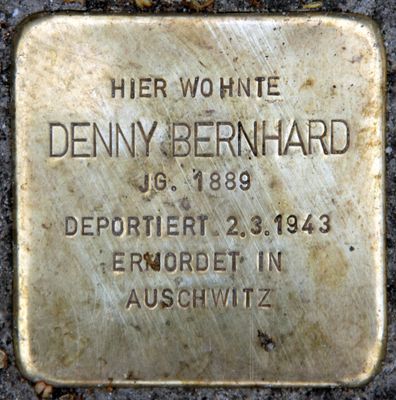 HIER WOHNTE
DENNY BERNHARD
JG. 1889
DEPORTIERT 2.3.1943
ERMORDET IN
AUSCHWITZ